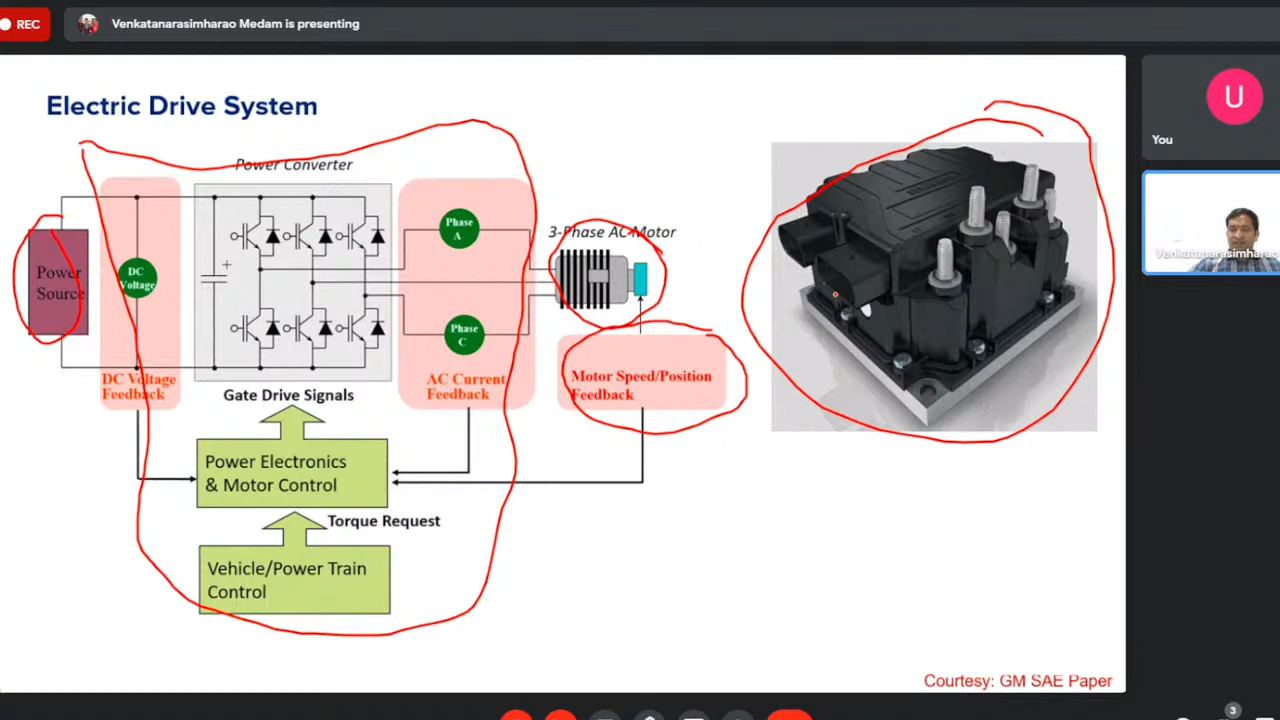 REC
Venkatanarasimharao Medam is presenting
Electric Drive System
Power Converter
3-Phase AC Motor
Power
Source
DC
Voltage
+
Phase
A
Phase
C
DC Voltage
Feedback
AC Current
Feedback
Motor Speed/Position
Feedback
Gate Drive Signals
Power Electronics
& Motor Control
Torque Request
Vehicle/Power Train
Control
Courtesy: GM SAE Paper
U
You
Venkatanarasimharao
3